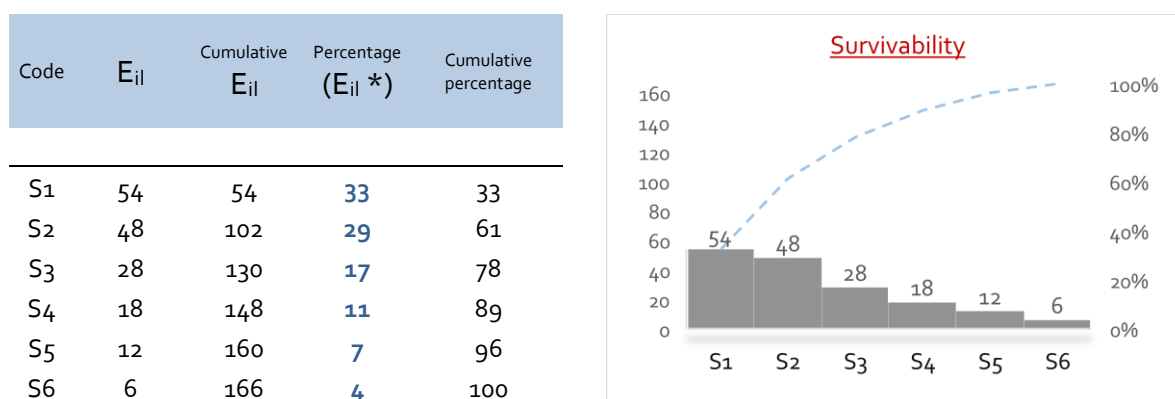 Code E_il Cumulative E_il Percentage (E_il *) Cumulative percentage
S1 54 54 33 33
S2 48 102 29 61
S3 28 130 17 78
S4 18 148 11 89
S5 12 160 7 96
S6 6 166 4 100
Survivability
160
140
120
100
80
60
40
20
0
54 48 28 18 12 6
100%
80%
60%
40%
20%
0%
S1 S2 S3 S4 S5 S6